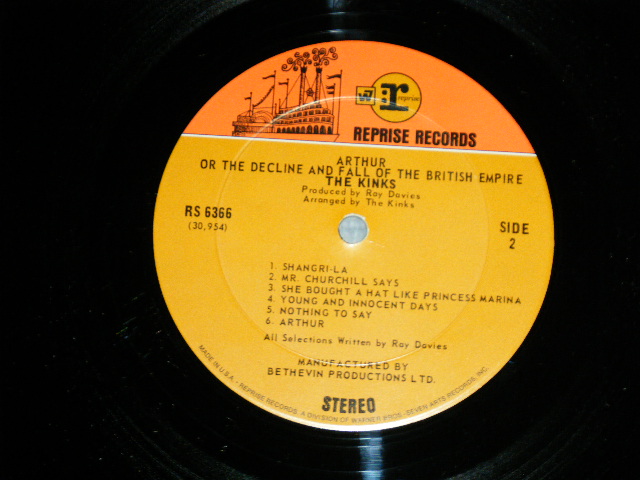 W7 r reprise
REPRISE RECORDS
ARTHUR
OR THE DECLINE AND FALL OF THE BRITISH EMPIRE
THE KINKS
Produced by Ray Davies
Arranged by The Kinks
RS 6366
(30,954)
SIDE
2
1. SHANGRI-LA
2. MR. CHURCHILL SAYS
3. SHE BOUGHT A HAT LIKE PRINCESS MARINA
4. YOUNG AND INNOCENT DAYS
5. NOTHING TO SAY
6. ARTHUR
All Selections Written by Ray Davies
MANUFACTURED BY
BETHEVIN PRODUCTIONS LTD.
STEREO
MADE IN U.S.A. - REPRISE RECORDS, A DIVISION OF WARNER BROS. - SEVEN ARTS RECORDS, INC.